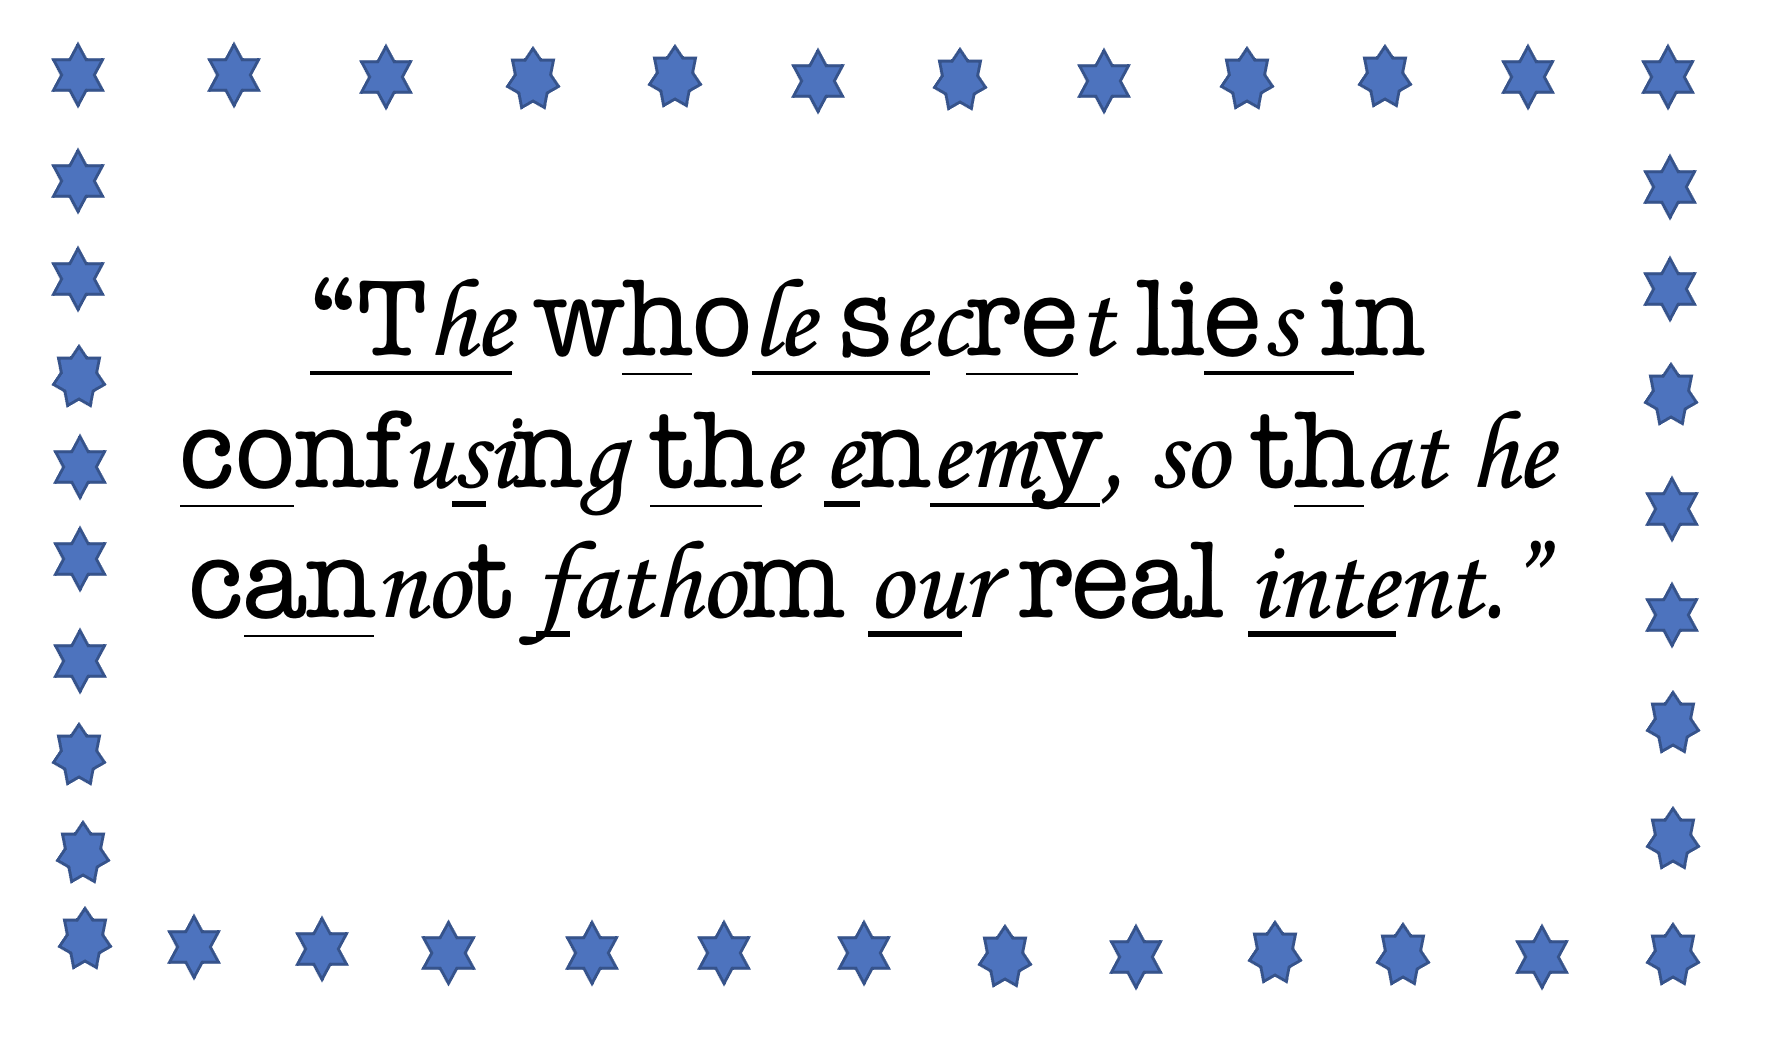 “The whole secret lies in
confusing the enemy, so that he
cannot fathom our real intent.”